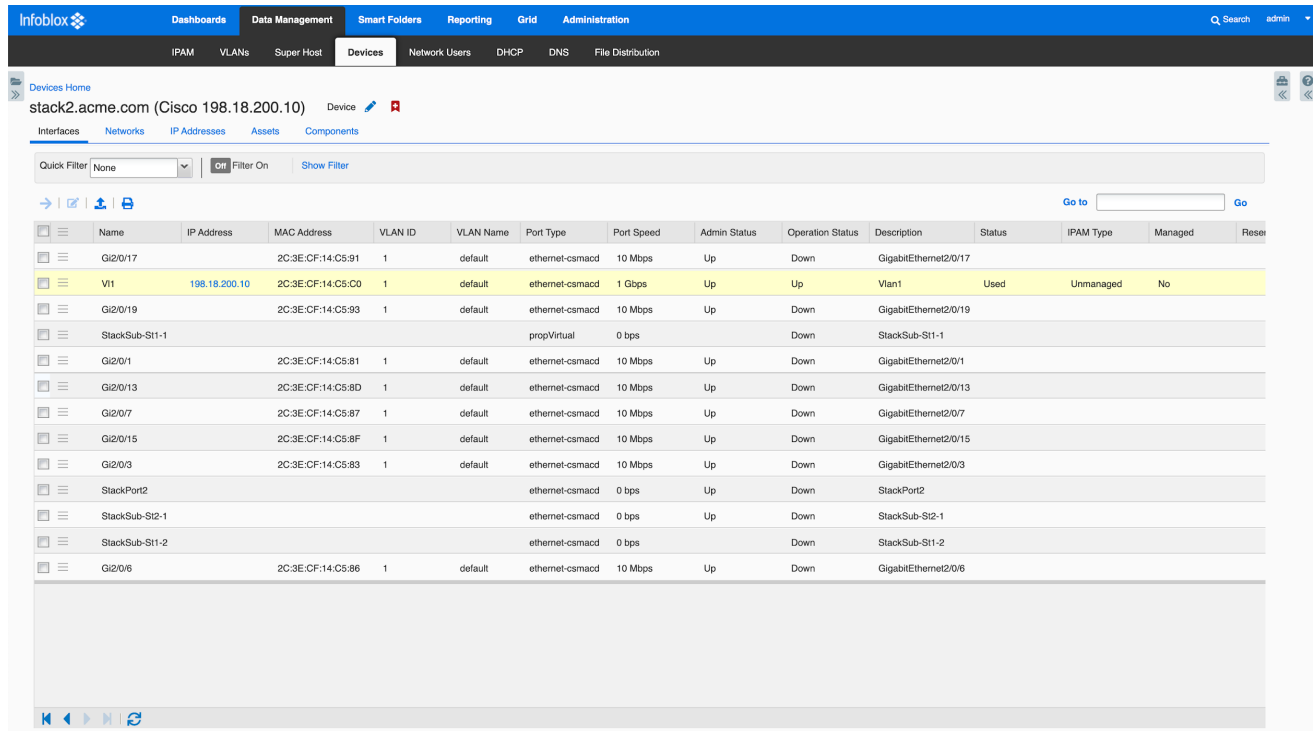 Infoblox Dashboards Data Management Smart Folders Reporting Grid Administration Search admin
IPAM VLANs Super Host Devices Network Users DHCP DNS File Distribution
Devices Home
stack2.acme.com (Cisco 198.18.200.10) Device
Interfaces Networks IP Addresses Assets Components
Quick Filter None Off Filter On Show Filter
Go to Go
Name IP Address MAC Address VLAN ID VLAN Name Port Type Port Speed Admin Status Operation Status Description Status IPAM Type Managed Reser
Gi2/0/17 2C:3E:CF:14:C5:91 1 default ethernet-csmacd 10 Mbps Up Down GigabitEthernet2/0/17
Vl1 198.18.200.10 2C:3E:CF:14:C5:C0 1 default ethernet-csmacd 1 Gbps Up Up Vlan1 Used Unmanaged No
Gi2/0/19 2C:3E:CF:14:C5:93 1 default ethernet-csmacd 10 Mbps Up Down GigabitEthernet2/0/19
StackSub-St1-1 propVirtual 0 bps Down StackSub-St1-1
Gi2/0/1 2C:3E:CF:14:C5:81 1 default ethernet-csmacd 10 Mbps Up Down GigabitEthernet2/0/1
Gi2/0/13 2C:3E:CF:14:C5:8D 1 default ethernet-csmacd 10 Mbps Up Down GigabitEthernet2/0/13
Gi2/0/7 2C:3E:CF:14:C5:87 1 default ethernet-csmacd 10 Mbps Up Down GigabitEthernet2/0/7
Gi2/0/15 2C:3E:CF:14:C5:8F 1 default ethernet-csmacd 10 Mbps Up Down GigabitEthernet2/0/15
Gi2/0/3 2C:3E:CF:14:C5:83 1 default ethernet-csmacd 10 Mbps Up Down GigabitEthernet2/0/3
StackPort2 ethernet-csmacd 0 bps Up Down StackPort2
StackSub-St2-1 ethernet-csmacd 0 bps Up Down StackSub-St2-1
StackSub-St1-2 ethernet-csmacd 0 bps Down StackSub-St1-2
Gi2/0/6 2C:3E:CF:14:C5:86 1 default ethernet-csmacd 10 Mbps Up Down GigabitEthernet2/0/6